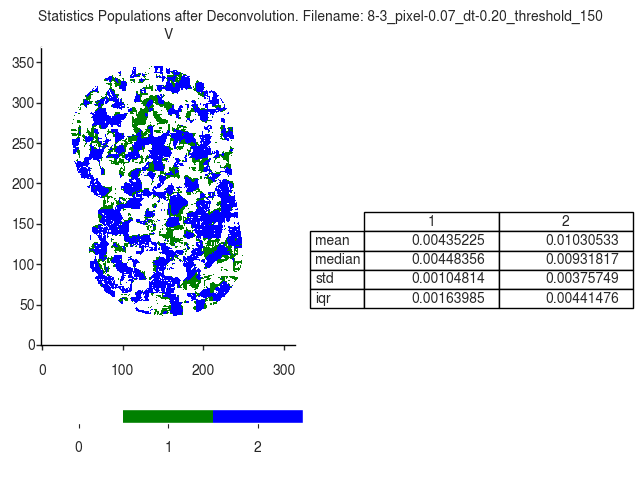 Statistics Populations after Deconvolution. Filename: 8-3_pixel-0.07_dt-0.20_threshold_150
V
350
300
250
200
150
100
50
0
0 100 200 300
1 2
mean 0.00435225 0.01030533
median 0.00448356 0.00931817
std 0.00104814 0.00375749
iqr 0.00163985 0.00441476
0 1 2